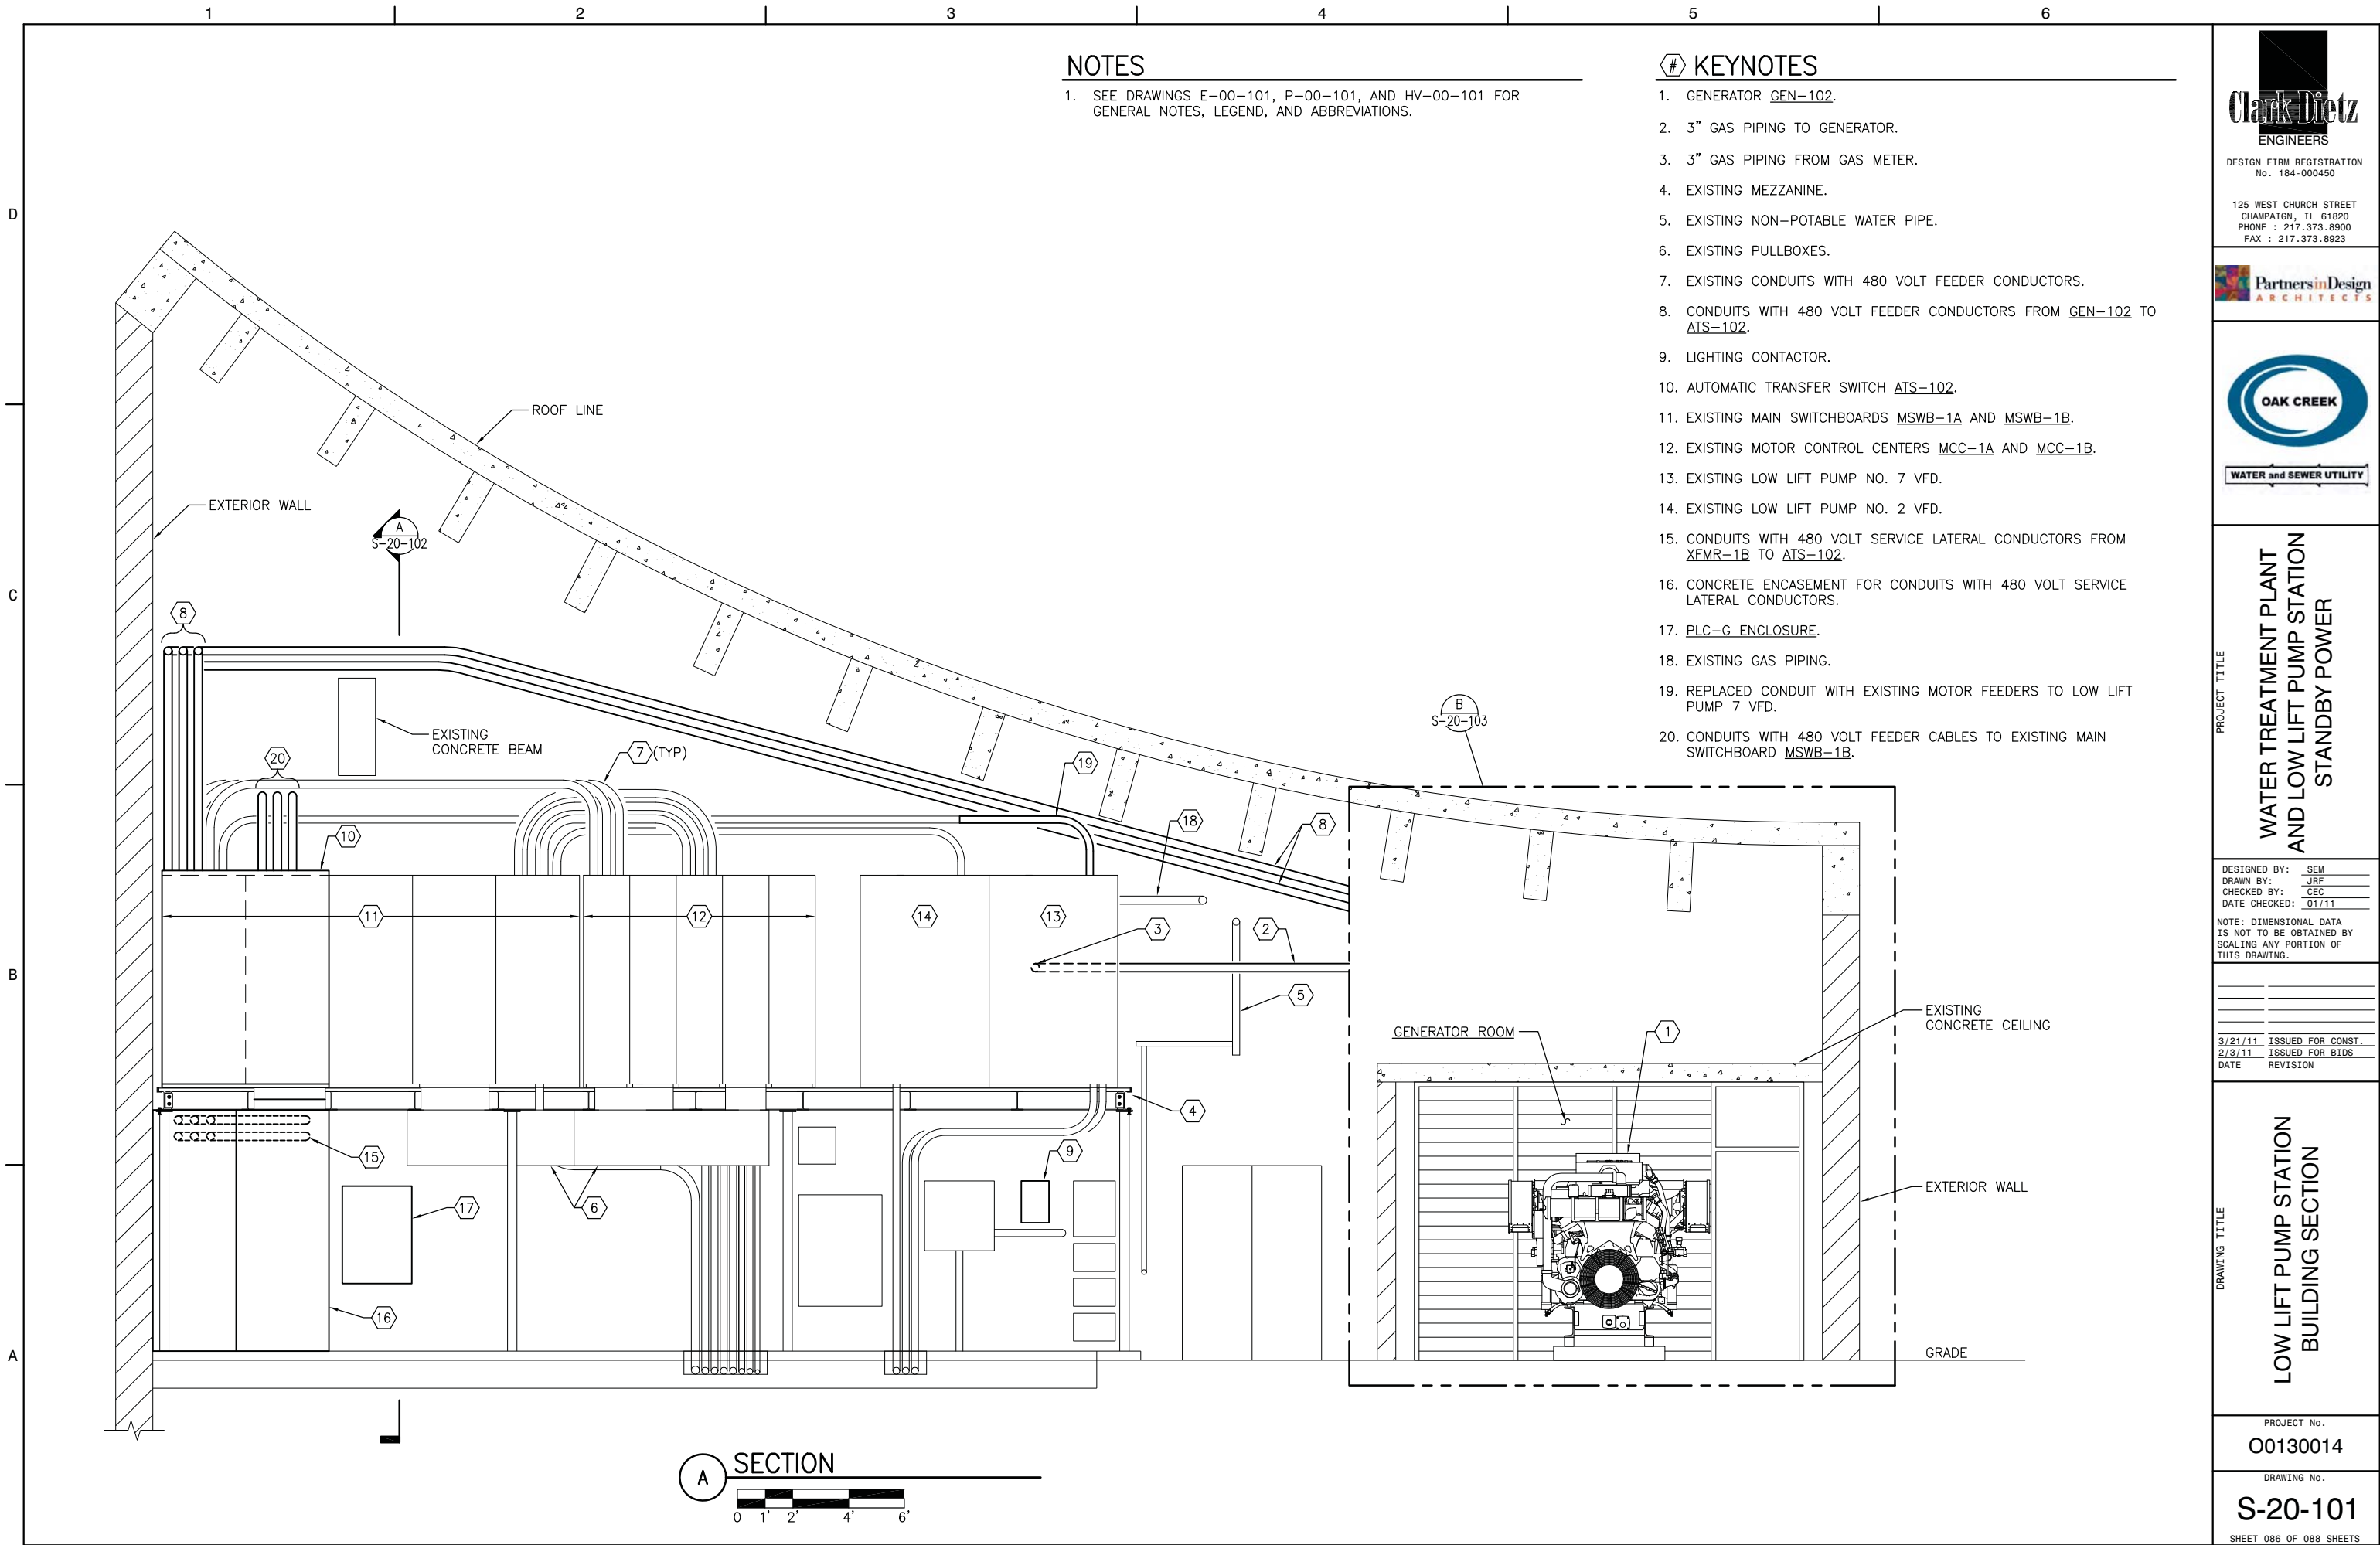 1 2 3 4 5 6
D
C
B
A
NOTES
1. SEE DRAWINGS E-00-101, P-00-101, AND HV-00-101 FOR
GENERAL NOTES, LEGEND, AND ABBREVIATIONS.
# KEYNOTES
1. GENERATOR GEN-102.
2. 3" GAS PIPING TO GENERATOR.
3. 3" GAS PIPING FROM GAS METER.
4. EXISTING MEZZANINE.
5. EXISTING NON-POTABLE WATER PIPE.
6. EXISTING PULLBOXES.
7. EXISTING CONDUITS WITH 480 VOLT FEEDER CONDUCTORS.
8. CONDUITS WITH 480 VOLT FEEDER CONDUCTORS FROM GEN-102 TO
ATS-102.
9. LIGHTING CONTACTOR.
10. AUTOMATIC TRANSFER SWITCH ATS-102.
11. EXISTING MAIN SWITCHBOARDS MSWB-1A AND MSWB-1B.
12. EXISTING MOTOR CONTROL CENTERS MCC-1A AND MCC-1B.
13. EXISTING LOW LIFT PUMP NO. 7 VFD.
14. EXISTING LOW LIFT PUMP NO. 2 VFD.
15. CONDUITS WITH 480 VOLT SERVICE LATERAL CONDUCTORS FROM
XFMR-1B TO ATS-102.
16. CONCRETE ENCASEMENT FOR CONDUITS WITH 480 VOLT SERVICE
LATERAL CONDUCTORS.
17. PLC-G ENCLOSURE.
18. EXISTING GAS PIPING.
19. REPLACED CONDUIT WITH EXISTING MOTOR FEEDERS TO LOW LIFT
PUMP 7 VFD.
20. CONDUITS WITH 480 VOLT FEEDER CABLES TO EXISTING MAIN
SWITCHBOARD MSWB-1B.
ROOF LINE
EXTERIOR WALL
A
S-20-102
8
EXISTING
CONCRETE BEAM
20
7 (TYP)
10
19
18
8
B
S-20-103
11
12
14
13
3
2
5
GENERATOR ROOM
1
EXISTING
CONCRETE CEILING
4
15
9
17
6
16
EXTERIOR WALL
GRADE
A SECTION
0 1' 2' 4' 6'
Clark Dietz
ENGINEERS
DESIGN FIRM REGISTRATION
No. 184-000450
125 WEST CHURCH STREET
CHAMPAIGN, IL 61820
PHONE : 217.373.8900
FAX : 217.373.8923
PartnersinDesign
ARCHITECTS
OAK CREEK
WATER and SEWER UTILITY
PROJECT TITLE
WATER TREATMENT PLANT
AND LOW LIFT PUMP STATION
STANDBY POWER
DESIGNED BY: SEM
DRAWN BY: JRF
CHECKED BY: CEC
DATE CHECKED: 01/11
NOTE: DIMENSIONAL DATA
IS NOT TO BE OBTAINED BY
SCALING ANY PORTION OF
THIS DRAWING.
3/21/11 ISSUED FOR CONST.
2/3/11 ISSUED FOR BIDS
DATE REVISION
DRAWING TITLE
LOW LIFT PUMP STATION
BUILDING SECTION
PROJECT No.
O0130014
DRAWING No.
S-20-101
SHEET 086 OF 088 SHEETS